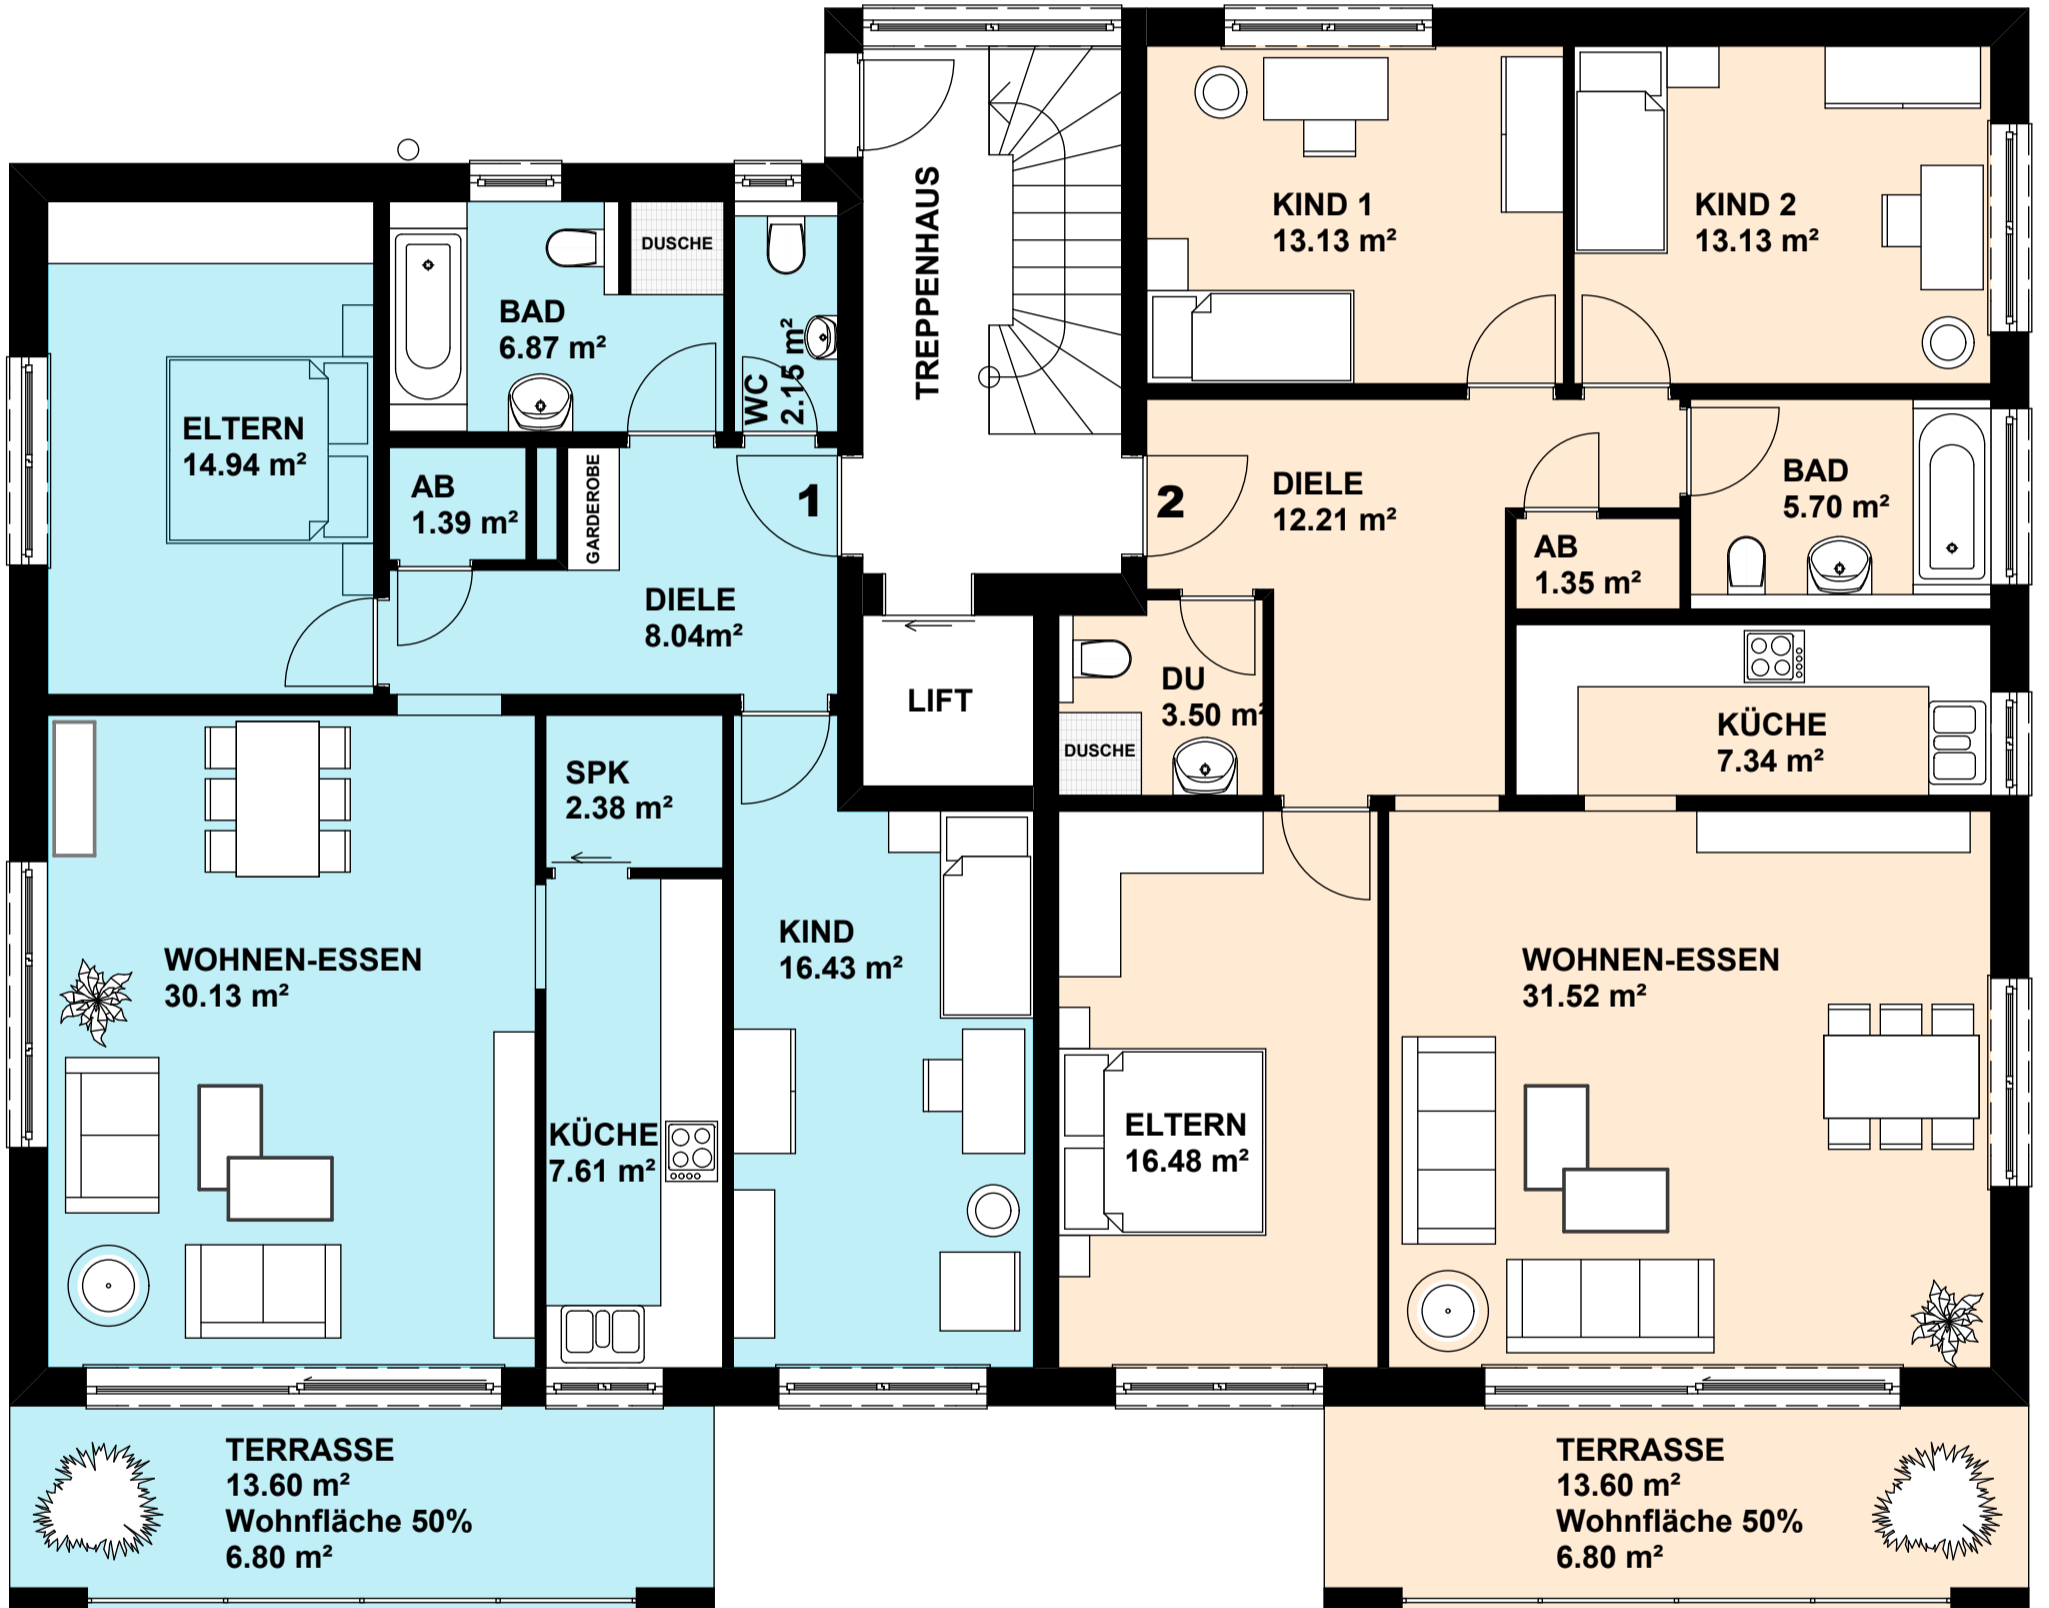 TREPPENHAUS
KIND 1
13.13 m²
KIND 2
13.13 m²
DUSCHE
BAD
6.87 m²
WC
2.15 m²
ELTERN
14.94 m²
AB
1.39 m²
GARDEROBE
1
2
DIELE
12.21 m²
BAD
5.70 m²
AB
1.35 m²
DIELE
8.04m²
LIFT
DU
3.50 m²
DUSCHE
KÜCHE
7.34 m²
SPK
2.38 m²
WOHNEN-ESSEN
30.13 m²
KIND
16.43 m²
WOHNEN-ESSEN
31.52 m²
KÜCHE
7.61 m²
ELTERN
16.48 m²
TERRASSE
13.60 m²
Wohnfläche 50%
6.80 m²
TERRASSE
13.60 m²
Wohnfläche 50%
6.80 m²